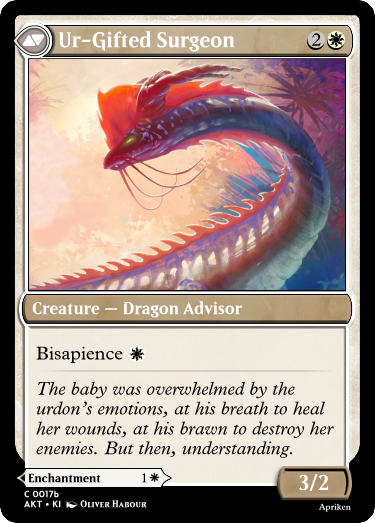 Ur-Gifted Surgeon 2
Creature — Dragon Advisor
Bisapience
The baby was overwhelmed by the
urdon's emotions, at his breath to heal
her wounds, at his brawn to destroy her
enemies. But then, understanding.
Enchantment 1
3/2
C 0017b
AKT • KI Oliver Habour
Apriken